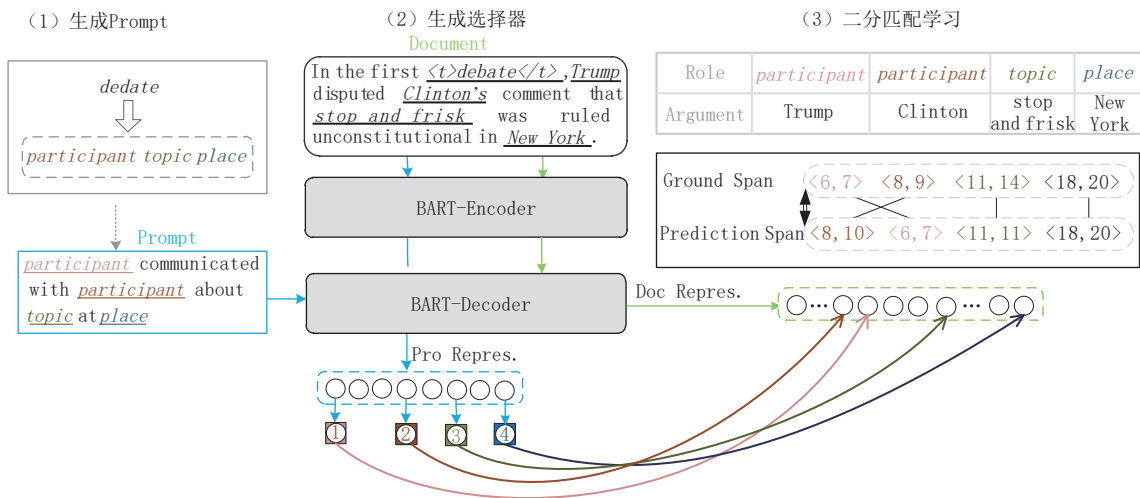 （1）生成Prompt
dedate
participant topic place
Prompt
participant communicated
with participant about
topic at place
（2）生成选择器
Document
In the first <t>debate</t> ,Trump
disputed Clinton's comment that
stop and frisk was ruled
unconstitutional in New York .
BART-Encoder
BART-Decoder
Pro Repres.
1 2 3 4
Doc Repres.
（3）二分匹配学习
Role participant participant topic place
Argument Trump Clinton stop and frisk New York
Ground Span <6,7> <8,9> <11,14> <18,20>
Prediction Span <8,10> <6,7> <11,11> <18,20>